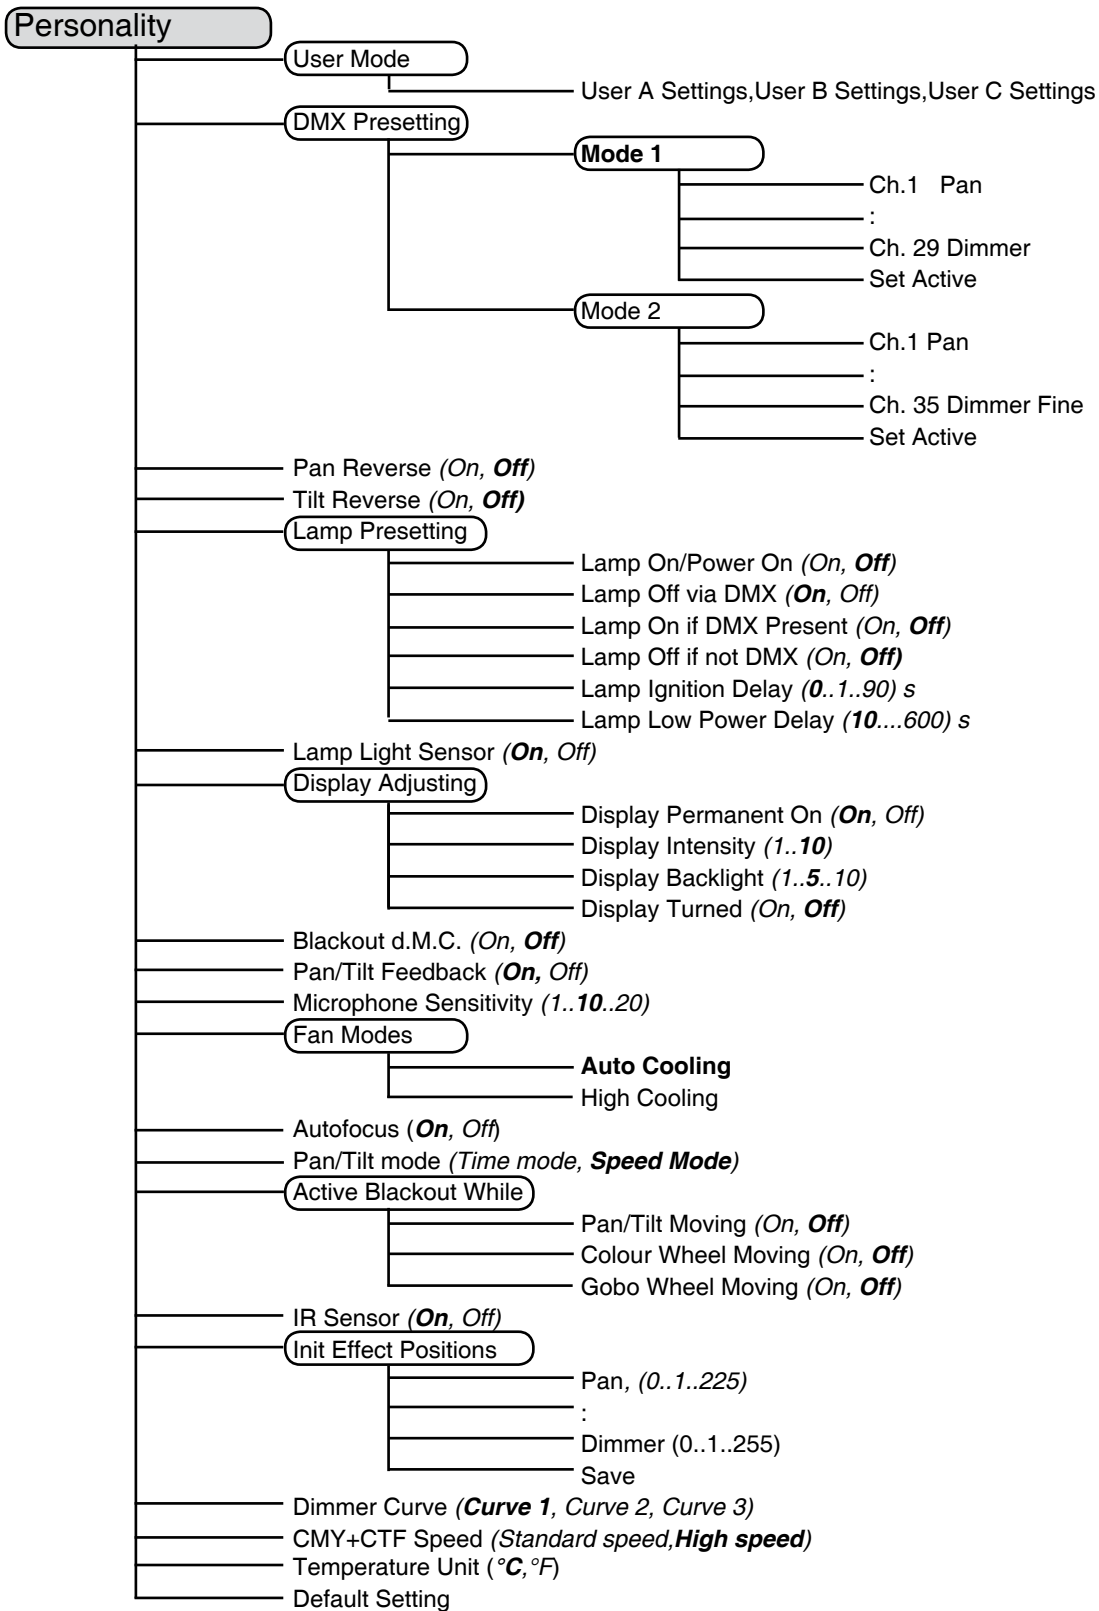 Personality
User Mode
User A Settings,User B Settings,User C Settings
DMX Presetting
Mode 1
Ch.1 Pan
:
Ch. 29 Dimmer
Set Active
Mode 2
Ch.1 Pan
:
Ch. 35 Dimmer Fine
Set Active
Pan Reverse (On, Off)
Tilt Reverse (On, Off)
Lamp Presetting
Lamp On/Power On (On, Off)
Lamp Off via DMX (On, Off)
Lamp On if DMX Present (On, Off)
Lamp Off if not DMX (On, Off)
Lamp Ignition Delay (0..1..90) s
Lamp Low Power Delay (10....600) s
Lamp Light Sensor (On, Off)
Display Adjusting
Display Permanent On (On, Off)
Display Intensity (1..10)
Display Backlight (1..5..10)
Display Turned (On, Off)
Blackout d.M.C. (On, Off)
Pan/Tilt Feedback (On, Off)
Microphone Sensitivity (1..10..20)
Fan Modes
Auto Cooling
High Cooling
Autofocus (On, Off)
Pan/Tilt mode (Time mode, Speed Mode)
Active Blackout While
Pan/Tilt Moving (On, Off)
Colour Wheel Moving (On, Off)
Gobo Wheel Moving (On, Off)
IR Sensor (On, Off)
Init Effect Positions
Pan, (0..1..225)
:
Dimmer (0..1..255)
Save
Dimmer Curve (Curve 1, Curve 2, Curve 3)
CMY+CTF Speed (Standard speed,High speed)
Temperature Unit (°C,°F)
Default Setting